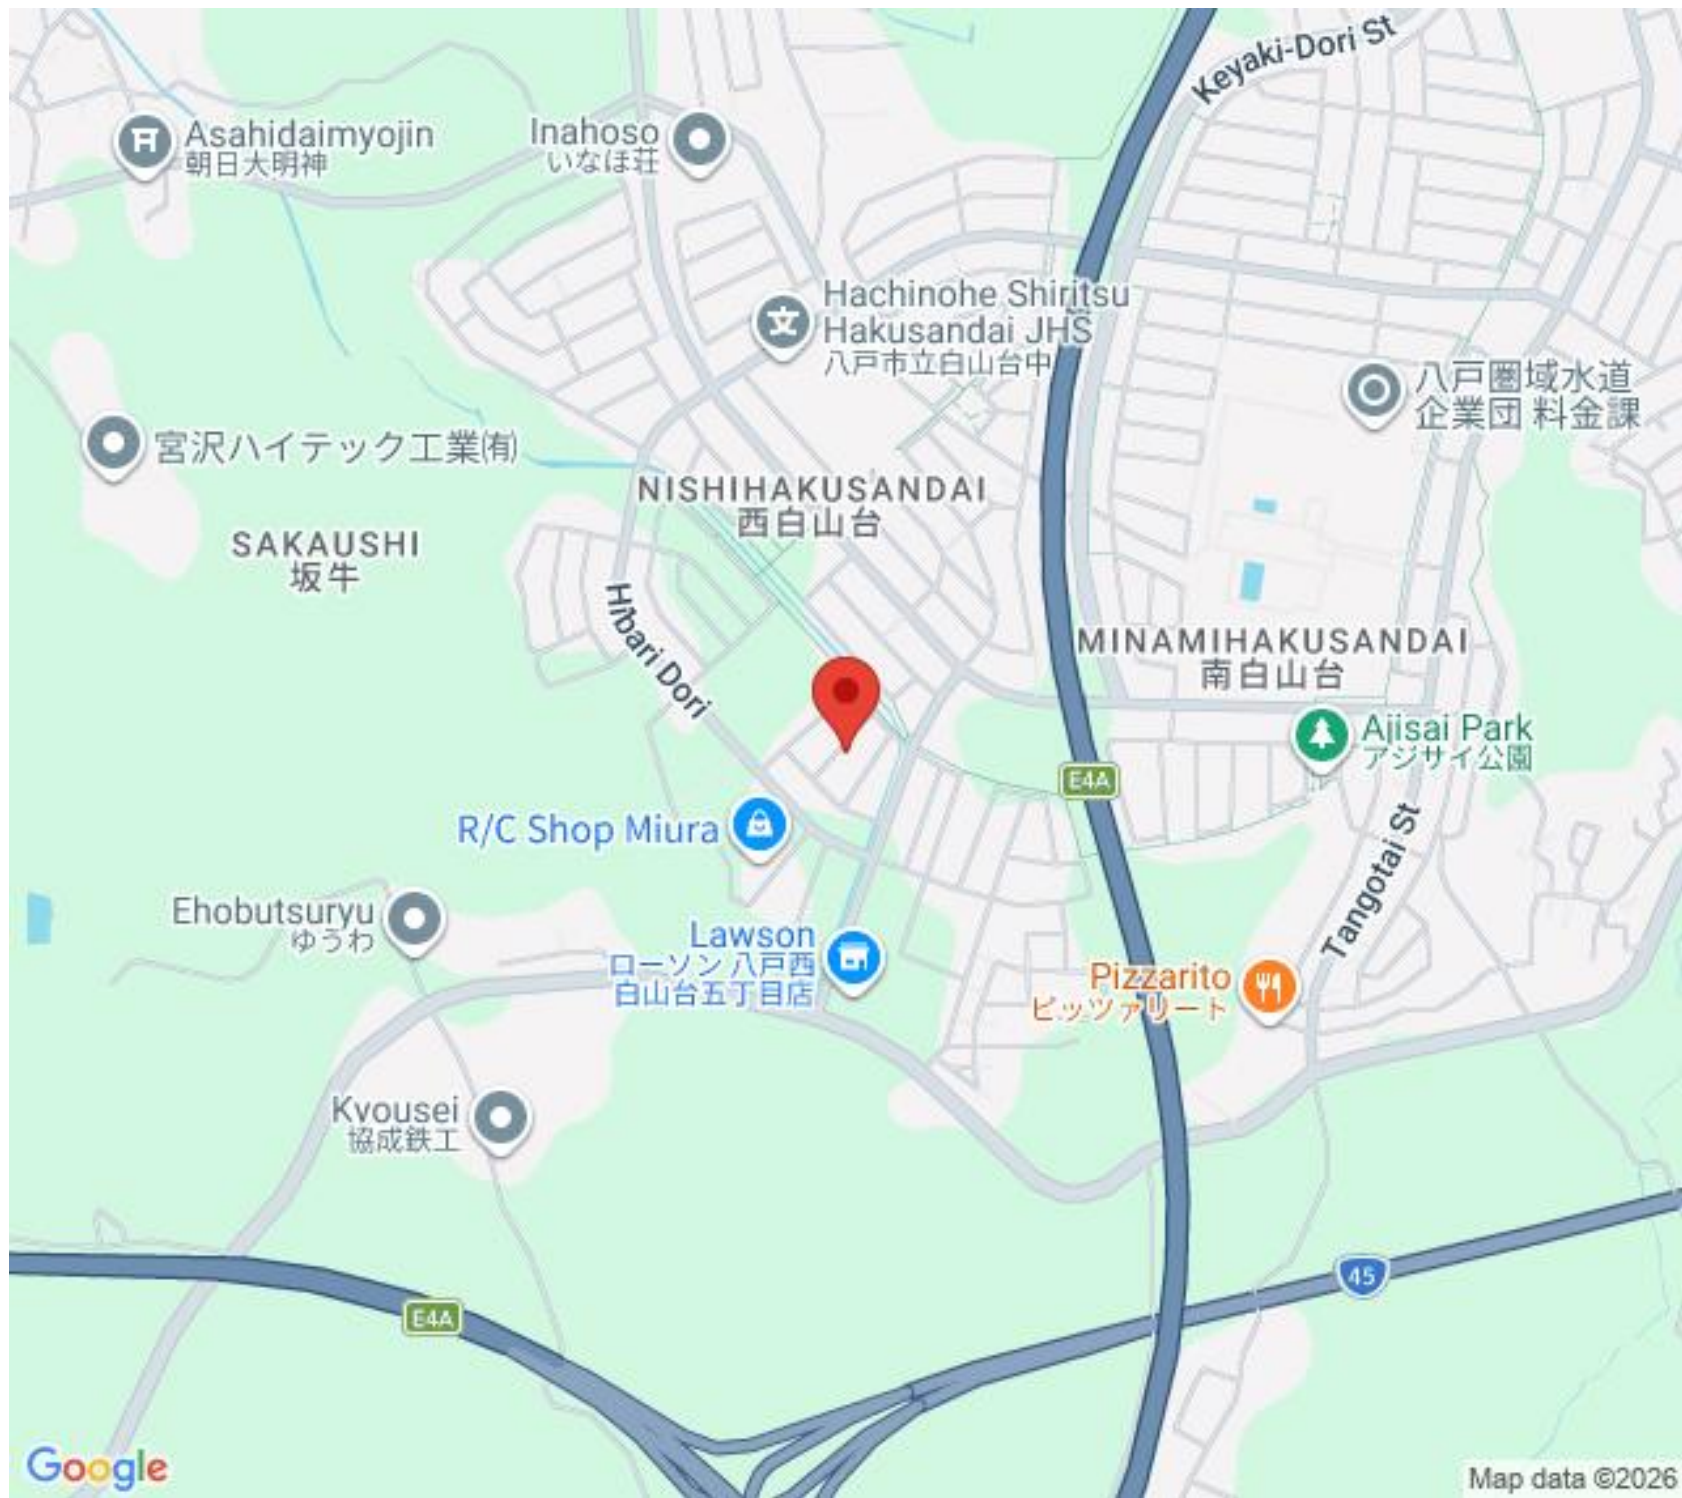 Keyaki-Dori St
Asahidaimyojin
朝日大明神
Inahoso
いなほ荘
Hachinohe Shiritsu
Hakusandai JHS
八戸市立白山台中
八戸圏域水道
企業団 料金課
宮沢ハイテック工業㈲
NISHIHAKUSANDAI
西白山台
SAKAUSHI
坂牛
Hibari Dori
MINAMIHAKUSANDAI
南白山台
Ajisai Park
アジサイ公園
E4A
R/C Shop Miura
Tangotai St
Ehobutsuryu
ゆうわ
Lawson
ローソン 八戸西
白山台五丁目店
Pizzarito
ピッツァリート
Kyousei
協成鉄工
45
E4A
Google
Map data ©2026